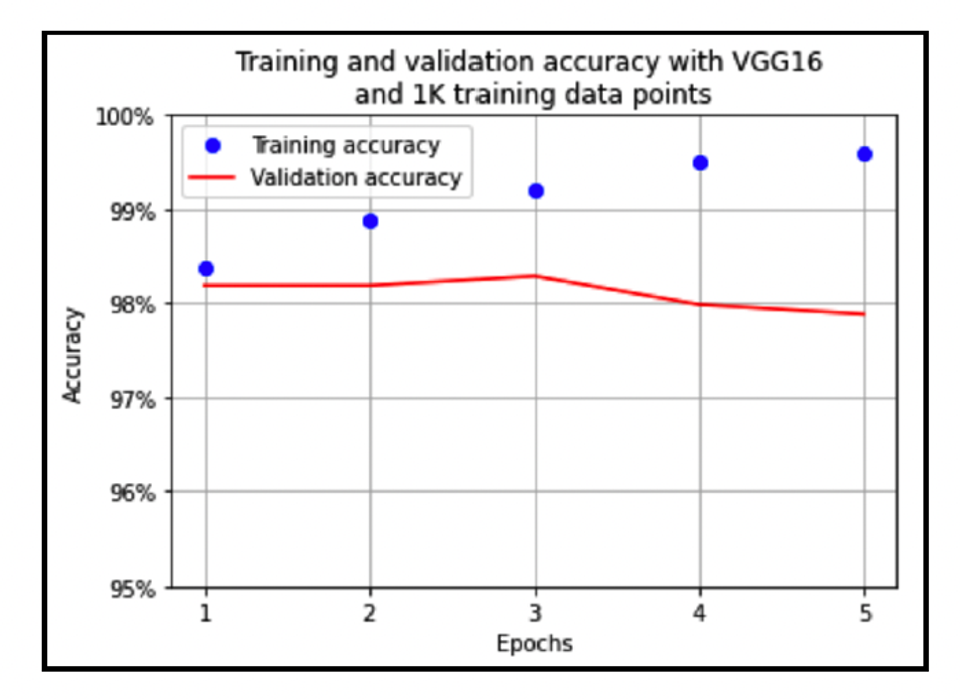 Training and validation accuracy with VGG16
and 1K training data points
100%
Training accuracy
Validation accuracy
99%
98%
97%
96%
95%
Accuracy
1 2 3 4 5
Epochs